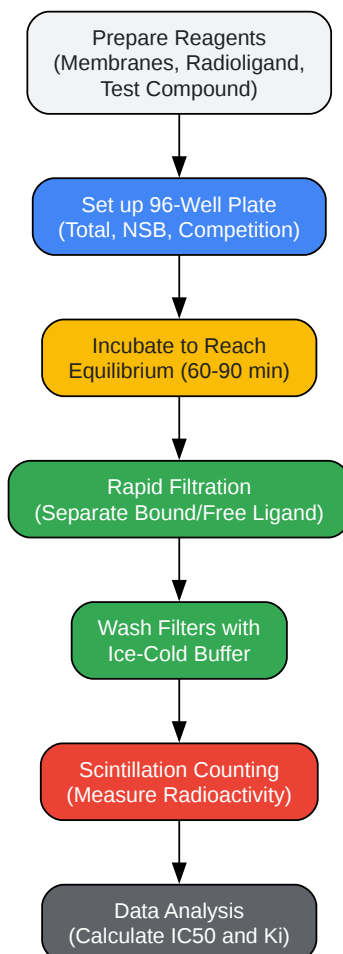 Prepare Reagents
(Membranes, Radioligand,
Test Compound)
Set up 96-Well Plate
(Total, NSB, Competition)
Incubate to Reach
Equilibrium (60-90 min)
Rapid Filtration
(Separate Bound/Free Ligand)
Wash Filters with
Ice-Cold Buffer
Scintillation Counting
(Measure Radioactivity)
Data Analysis
(Calculate IC50 and Ki)